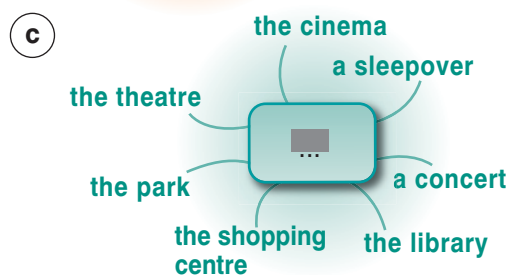 c
the cinema
a sleepover
the theatre
...
the park
a concert
the shopping
centre
the library